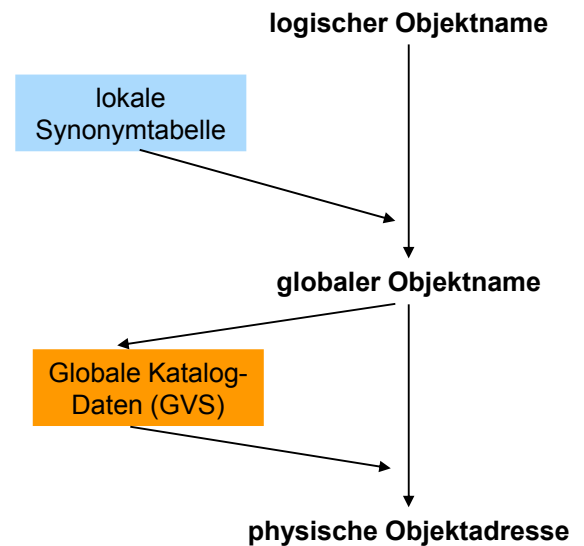 logischer Objektname
lokale
Synonymtabelle
globaler Objektname
Globale Katalog-
Daten (GVS)
physische Objektadresse